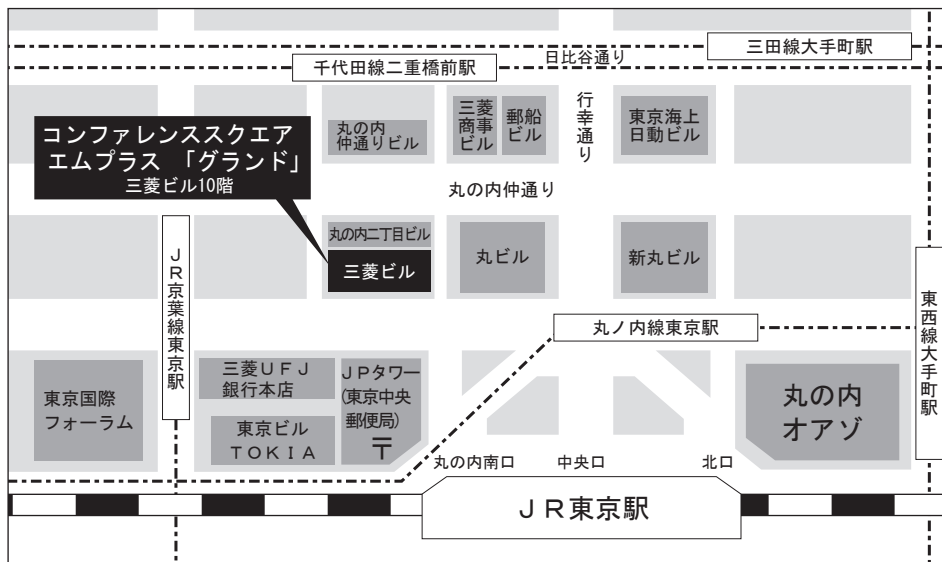 三田線大手町駅
日比谷通り
千代田線二重橋前駅
コンファレンススクエア
エムプラス 「グランド」
三菱ビル10階
丸の内
仲通りビル
三菱
商事
ビル
郵船
ビル
行幸通り
東京海上
日動ビル
丸の内仲通り
丸の内二丁目ビル
三菱ビル
丸ビル
新丸ビル
JR京葉線東京駅
東西線大手町駅
丸ノ内線東京駅
東京国際
フォーラム
三菱UFJ
銀行本店
東京ビル
TOKIA
JPタワー
(東京中央
郵便局)
〒
丸の内
オアゾ
丸の内南口
中央口
北口
JR東京駅